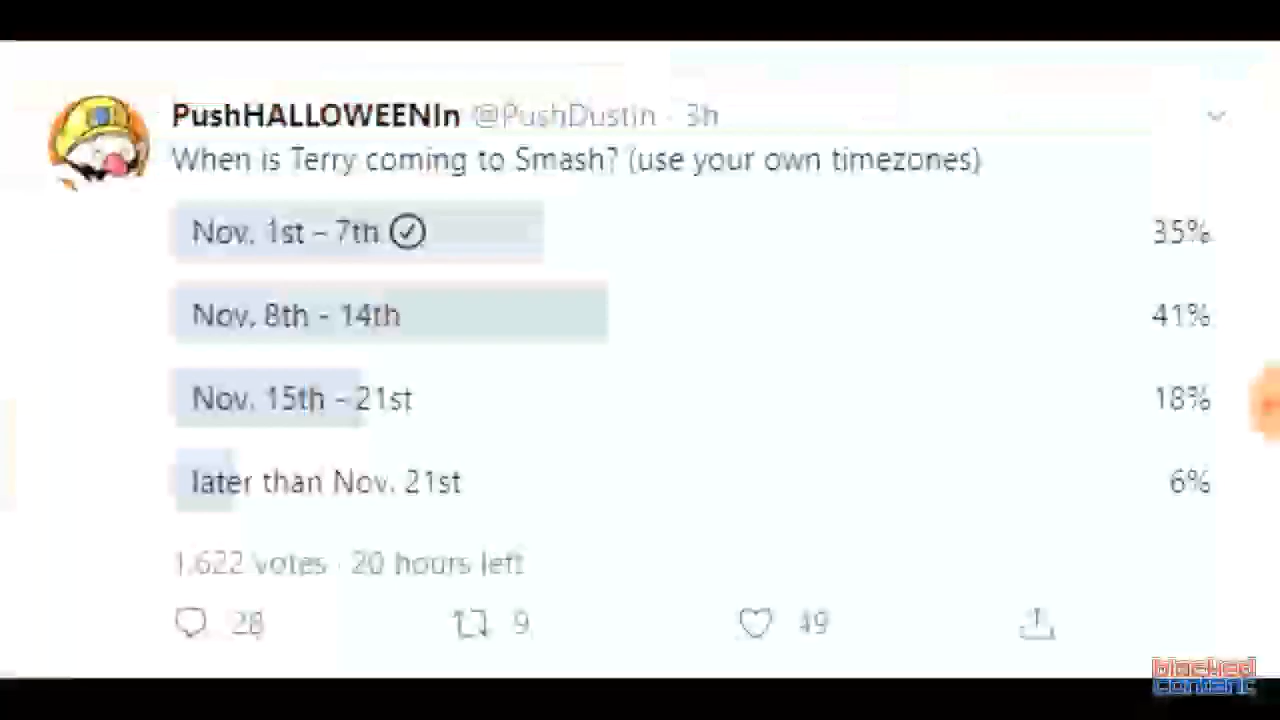 PushHALLOWEENIn @PushDustin · 3h
When is Terry coming to Smash? (use your own timezones)
Nov. 1st – 7th 35%
Nov. 8th - 14th 41%
Nov. 15th - 21st 18%
later than Nov. 21st 6%
1,622 votes · 20 hours left
28 9 49
blocked
content